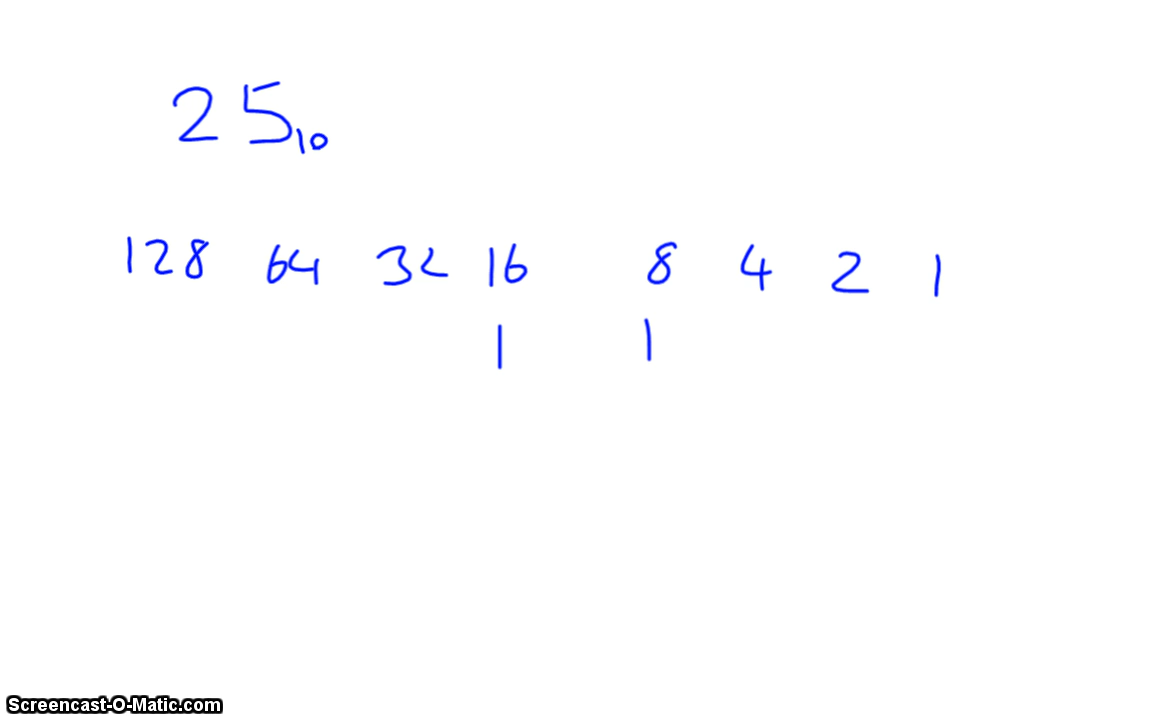 25₁₀
128 64 32 16 8 4 2 1
1 1
Screencast-O-Matic.com